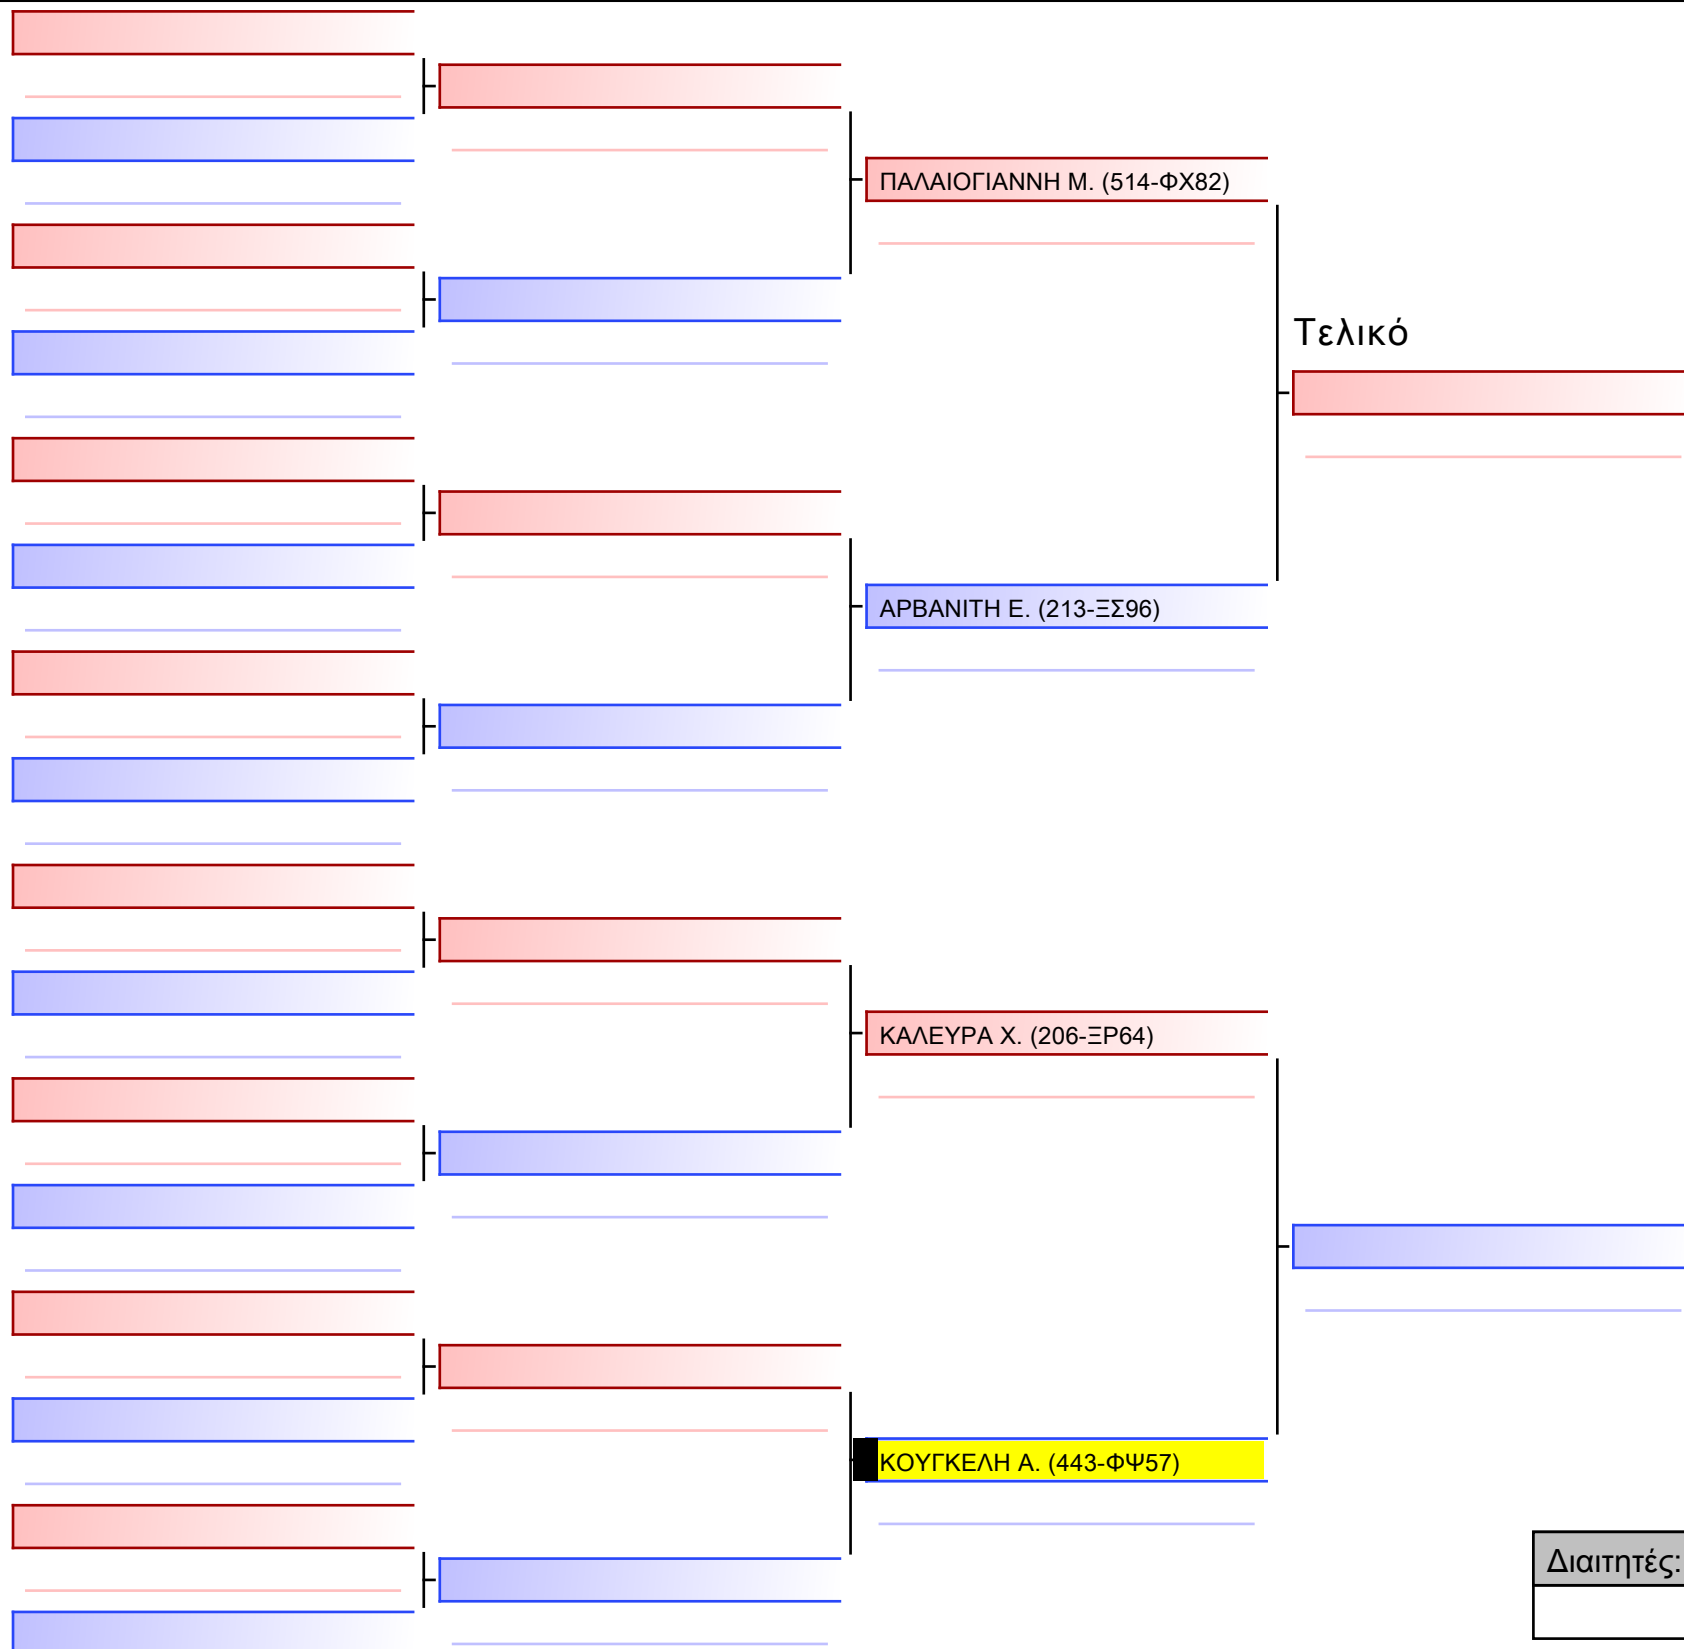 ΠΑΛΑΙΟΓΙΑΝΝΗ Μ. (514-ΦΧ82)
Τελικό
ΑΡΒΑΝΙΤΗ Ε. (213-ΞΣ96)
ΚΑΛΕΥΡΑ Χ. (206-ΞΡ64)
ΚΟΥΓΚΕΛΗ Α. (443-ΦΨ57)
Διαιτητές: